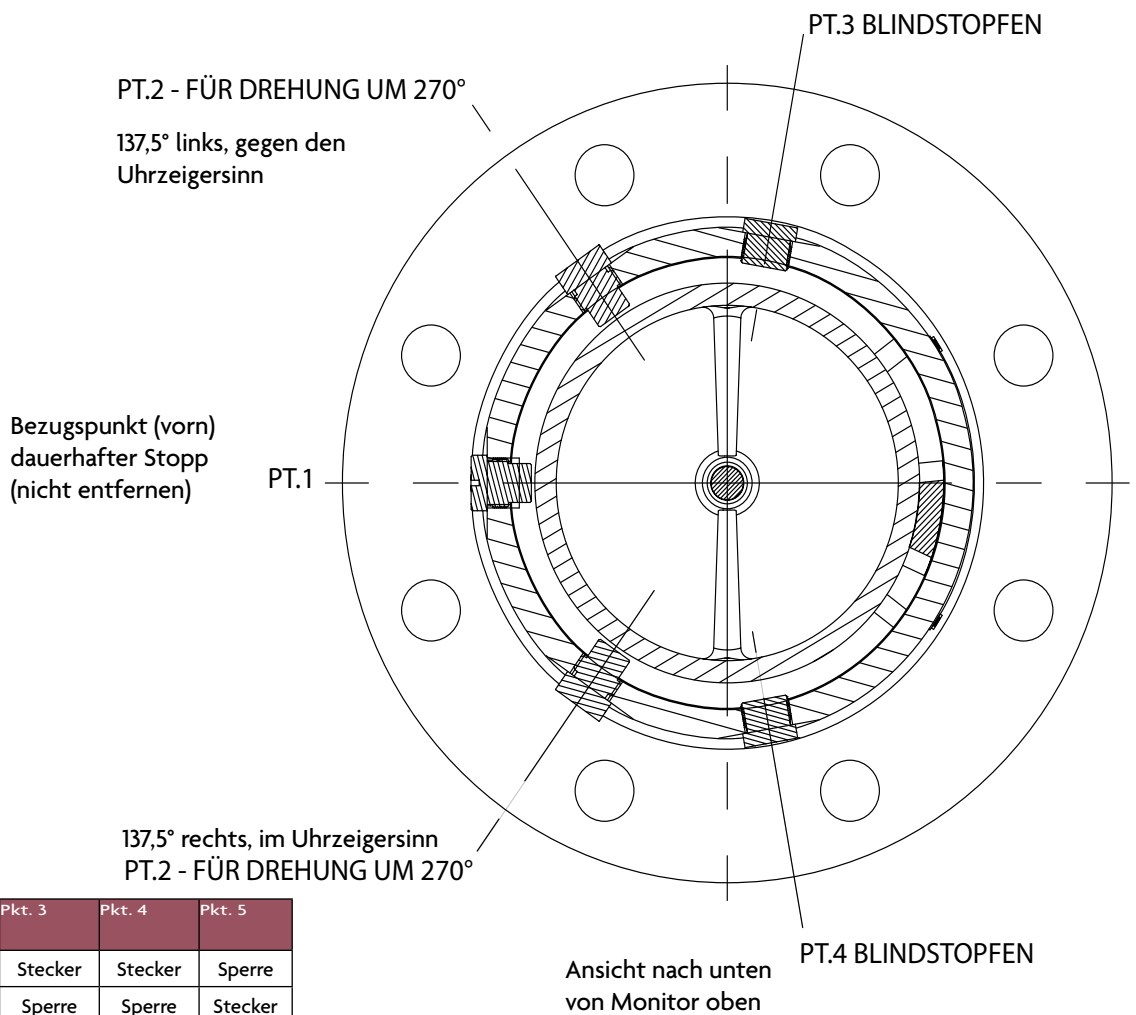 PT.3 BLINDSTOPFEN
PT.2 - FÜR DREHUNG UM 270°
137,5° links, gegen den
Uhrzeigersinn
Bezugspunkt (vorn)
dauerhafter Stopp
(nicht entfernen)
PT.1
137,5° rechts, im Uhrzeigersinn
PT.2 - FÜR DREHUNG UM 270°
PT.4 BLINDSTOPFEN
Ansicht nach unten
von Monitor oben
Pkt. 3 Pkt. 4 Pkt. 5
Stecker Stecker Sperre
Sperre Sperre Stecker